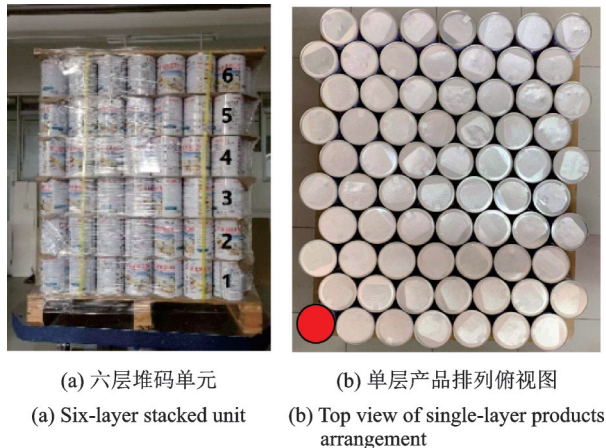 6
5
4
3
2
1
(a) 六层堆码单元
(b) 单层产品排列俯视图
(a) Six-layer stacked unit
(b) Top view of single-layer products
arrangement